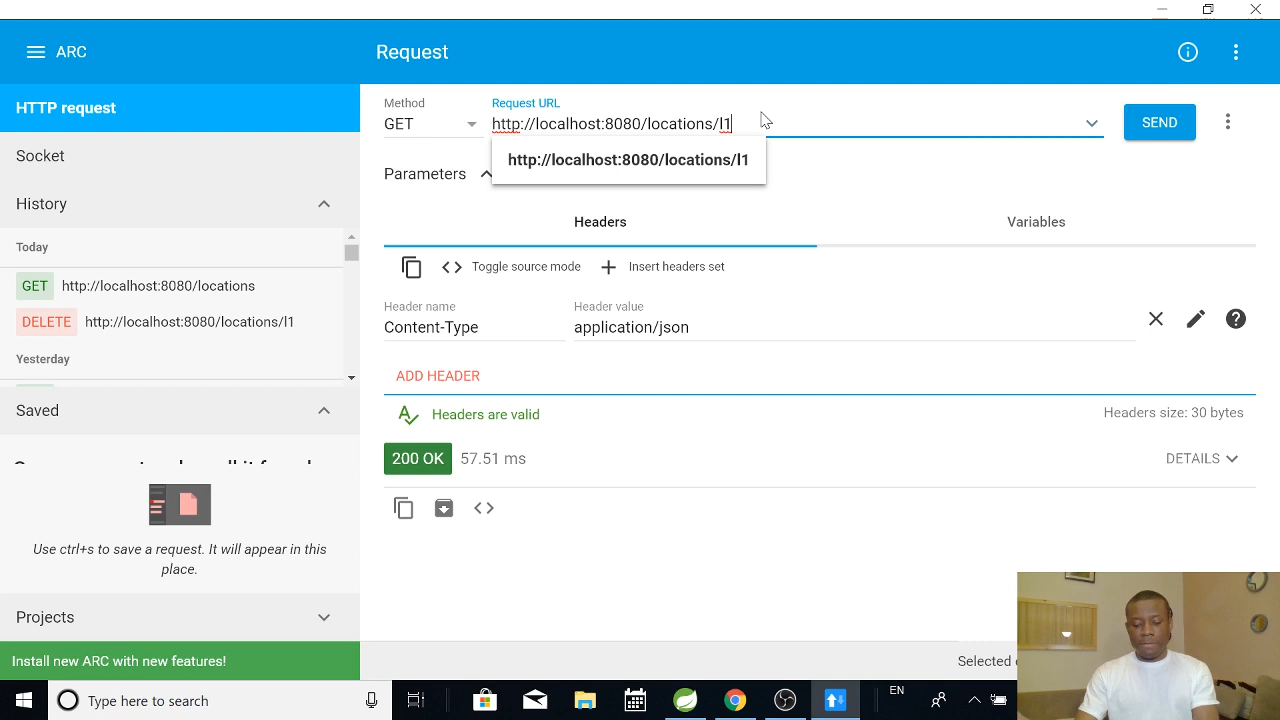 ARC
Request
HTTP request
Method
Request URL
GET
http://localhost:8080/locations/l1
SEND
http://localhost:8080/locations/l1
Socket
Parameters
History
Headers
Variables
Today
Toggle source mode
Insert headers set
GET
http://localhost:8080/locations
Header name
Header value
DELETE
http://localhost:8080/locations/l1
Content-Type
application/json
Yesterday
ADD HEADER
Saved
Headers are valid
Headers size: 30 bytes
200 OK
57.51 ms
DETAILS
Use ctrl+s to save a request. It will appear in this
place.
Projects
Install new ARC with new features!
Selected
Type here to search
EN